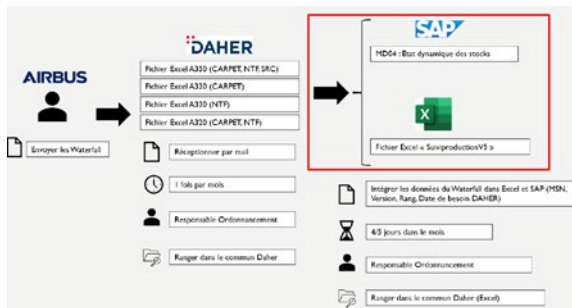 AIRBUS
Envoyer les Waterfall
DAHER
Fichier Excel A350 (CARPET, NTF, SRC)
Fichier Excel A330 (CARPET)
Fichier Excel A330 (NTF)
Fichier Excel A320 (CARPET, NTF)
Réceptionner par mail
1 fois par mois
Responsable Ordonnancement
Ranger dans le commun Daher
SAP
MD04 : Etat dynamique des stocks
X
Fichier Excel « SuiviproductionV5 »
Intégrer les données du Waterfall dans Excel et SAP (MSN,
Version, Rang, Date de besoin DAHER)
4/5 jours dans le mois
Responsable Ordonnancement
Ranger dans le commun Daher (Excel)